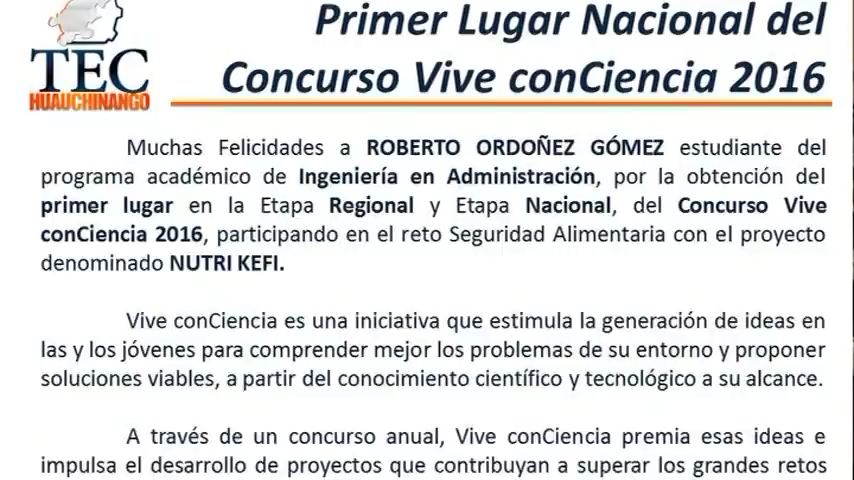 Primer Lugar Nacional del
Concurso Vive conCiencia 2016
TEC
HUAUCHINANGO
Muchas Felicidades a ROBERTO ORDOÑEZ GÓMEZ estudiante del
programa académico de Ingeniería en Administración, por la obtención del
primer lugar en la Etapa Regional y Etapa Nacional, del Concurso Vive
conCiencia 2016, participando en el reto Seguridad Alimentaria con el proyecto
denominado NUTRI KEFI.
Vive conCiencia es una iniciativa que estimula la generación de ideas en
las y los jóvenes para comprender mejor los problemas de su entorno y proponer
soluciones viables, a partir del conocimiento científico y tecnológico a su alcance.
A través de un concurso anual, Vive conCiencia premia esas ideas e
impulsa el desarrollo de proyectos que contribuyan a superar los grandes retos